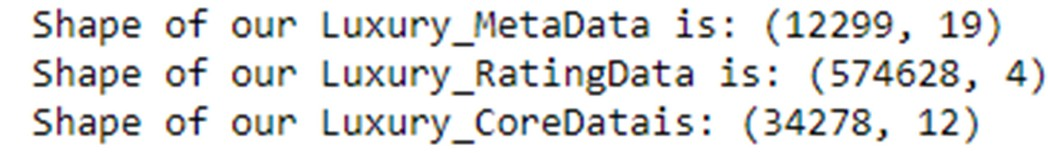 Shape of our Luxury_MetaData is: (12299, 19)
Shape of our Luxury_RatingData is: (574628, 4)
Shape of our Luxury_CoreDatais: (34278, 12)